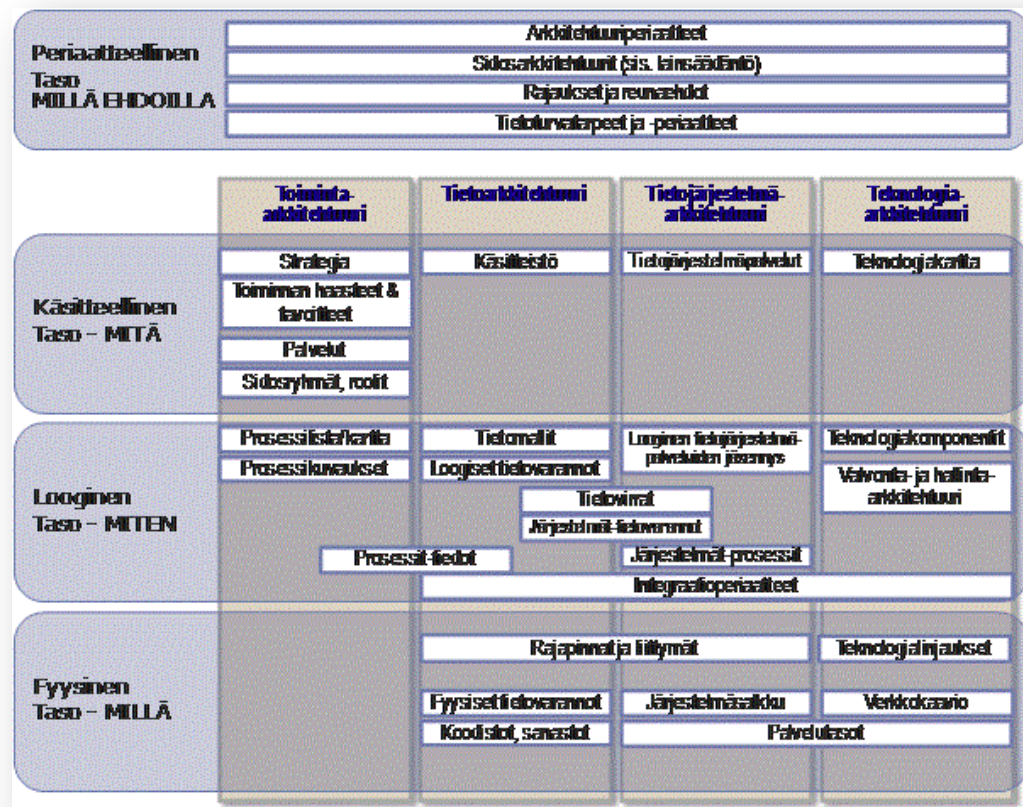 Periaatteellinen
Taso
MILLÄ EHDOILLA
Arkkitehtuuriperiaatteet
Sidosarkkitehtuurit (sis. lainsäädäntö)
Rajaukset ja reunaehdot
Tietoturvatarpeet ja -periaatteet
Toiminta-
arkkitehtuuri
Tietoarkkitehtuuri
Tietojärjestelmä-
arkkitehtuuri
Teknologia-
arkkitehtuuri
Käsitteellinen
Taso – MITÄ
Strategia
Käsitteistö
Tietojärjestelmäpalvelut
Teknologiakartta
Toiminnan haasteet &
tavoitteet
Palvelut
Sidosryhmät, roolit
Looginen
Taso – MITEN
Prosessilista/kartta
Tietomallit
Looginen tietojärjestelmä-
palveluiden jäsennys
Teknologiakomponentit
Prosessikuvaukset
Loogiset tietovarannot
Valvonta- ja hallinta-
arkkitehtuuri
Tietovirrat
Järjestelmät-tietovarannot
Prosessit-tiedot
Järjestelmät-prosessit
Integraatioperiaatteet
Fyysinen
Taso – MILLÄ
Rajapinnat ja liittymät
Teknologialinjaukset
Fyysiset tietovarannot
Järjestelmäsalkku
Verkkokaavio
Koodistot, sanastot
Palvelutasot